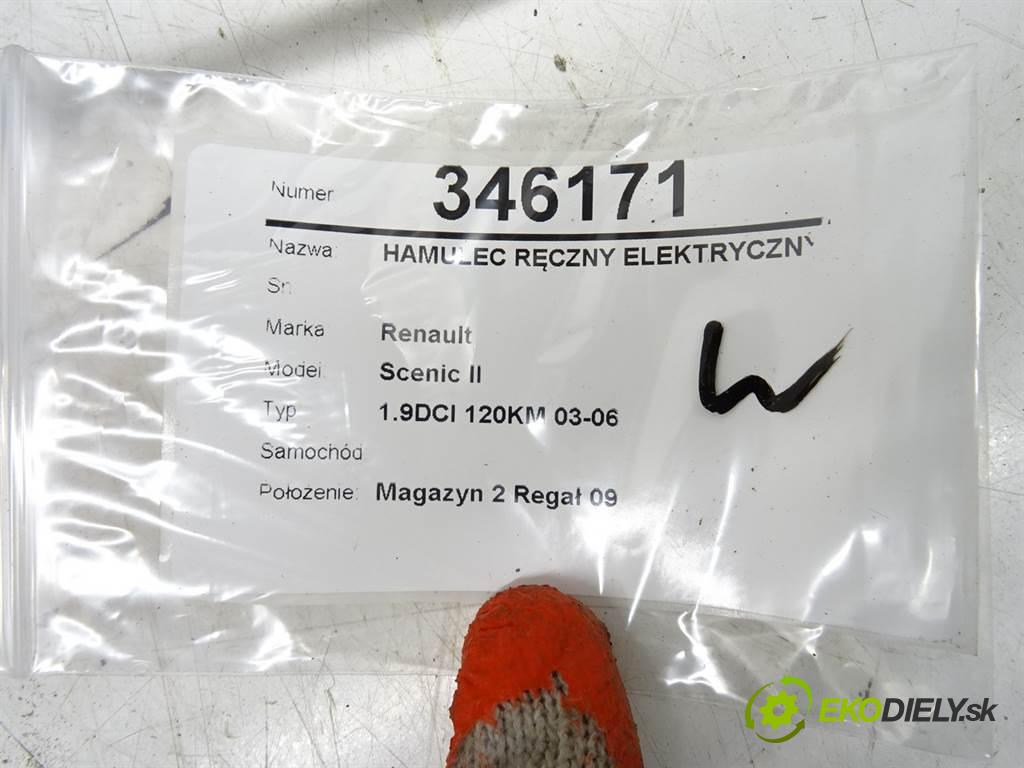 Numer 346171
Nazwa: HAMULEC RĘCZNY ELEKTRYCZNY
Sn
Marka Renault
Model: Scenic II
Typ 1.9DCI 120KM 03-06
Samochód
Położenie: Magazyn 2 Regał 09
W
EKODIELY.sk